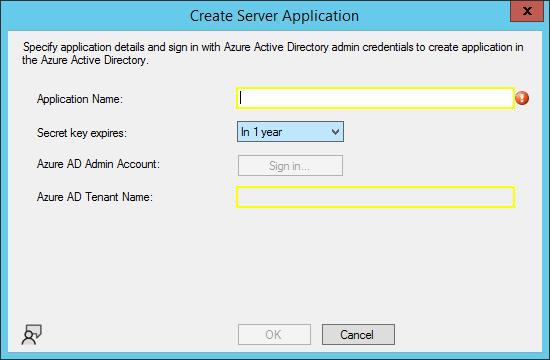 Create Server Application
x
Specify application details and sign in with Azure Active Directory admin credentials to create application in
the Azure Active Directory.
Application Name:
Secret key expires:
In 1 year
Azure AD Admin Account:
Sign in...
Azure AD Tenant Name:
OK
Cancel